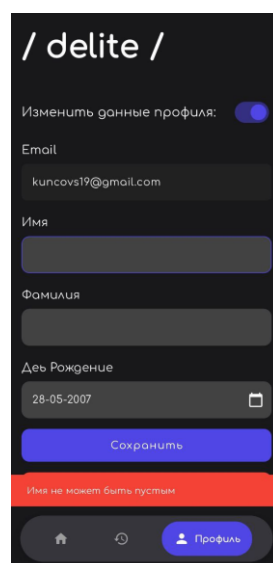 / delite /
Изменить данные профиля:
Email
kuncovs19@gmail.com
Имя
Фамилия
Деь Рождение
28-05-2007
Сохранить
Имя не может быть пустым
Профиль